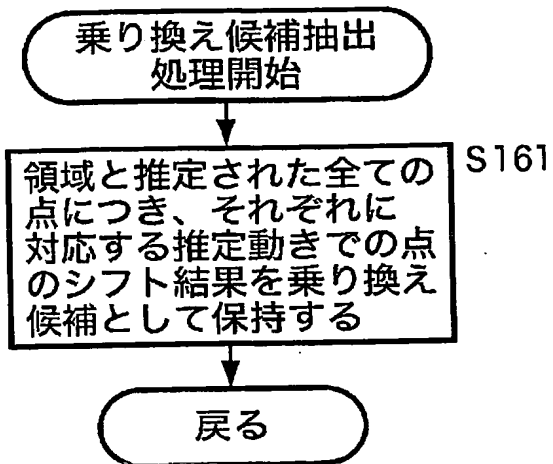 乗り換え候補抽出
処理開始
領域と推定された全ての
点につき、それぞれに
対応する推定動きでの点
のシフト結果を乗り換え
候補として保持する
S161
戻る